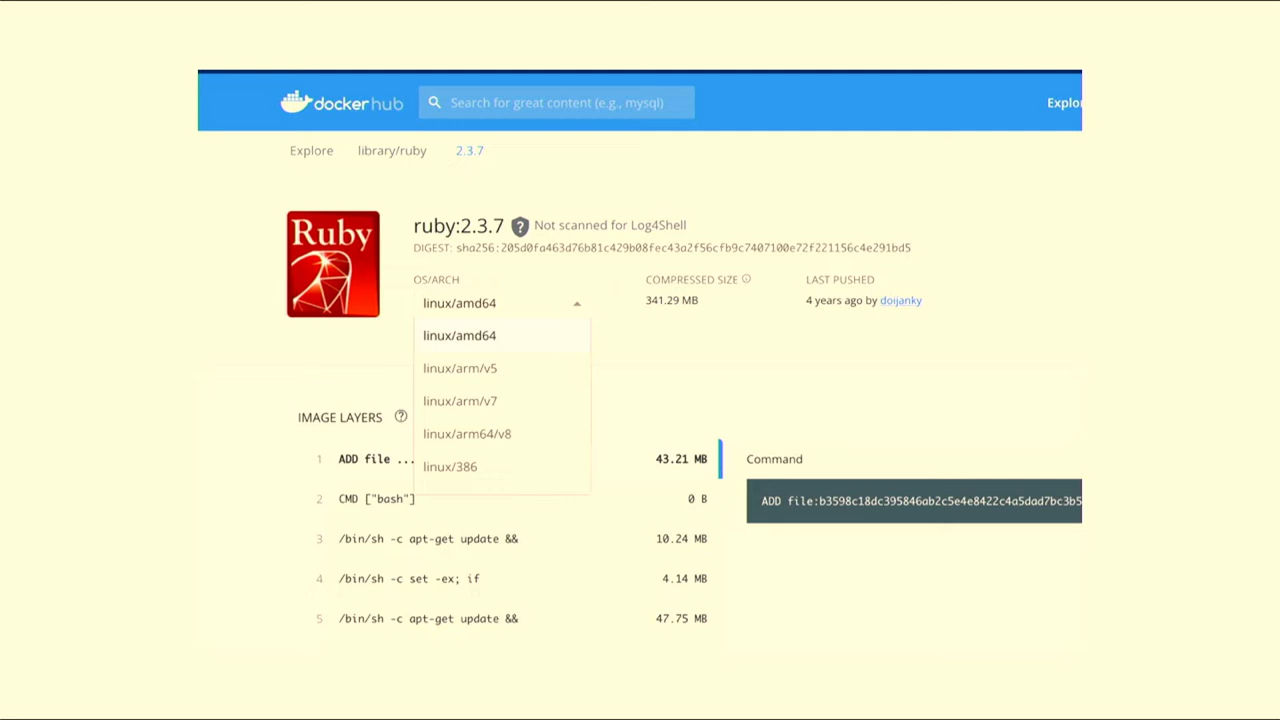 docker hub
Search for great content (e.g., mysql)
Explor
Explore library/ruby 2.3.7
Ruby
ruby:2.3.7 ? Not scanned for Log4Shell
DIGEST: sha256:205d0fa463d76b81c429b08fec43a2f56cfb9c7407100e72f221156c4e291bd5
OS/ARCH COMPRESSED SIZE LAST PUSHED
linux/amd64 341.29 MB 4 years ago by doijanky
linux/amd64
linux/arm/v5
linux/arm/v7
linux/arm64/v8
linux/386
IMAGE LAYERS ?
1 ADD file ... 43.21 MB
2 CMD ["bash"] 0 B
3 /bin/sh -c apt-get update && 10.24 MB
4 /bin/sh -c set -ex; if 4.14 MB
5 /bin/sh -c apt-get update && 47.75 MB
Command
ADD file:b3598c18dc395846ab2c5e4e8422c4a5dad7bc3b5